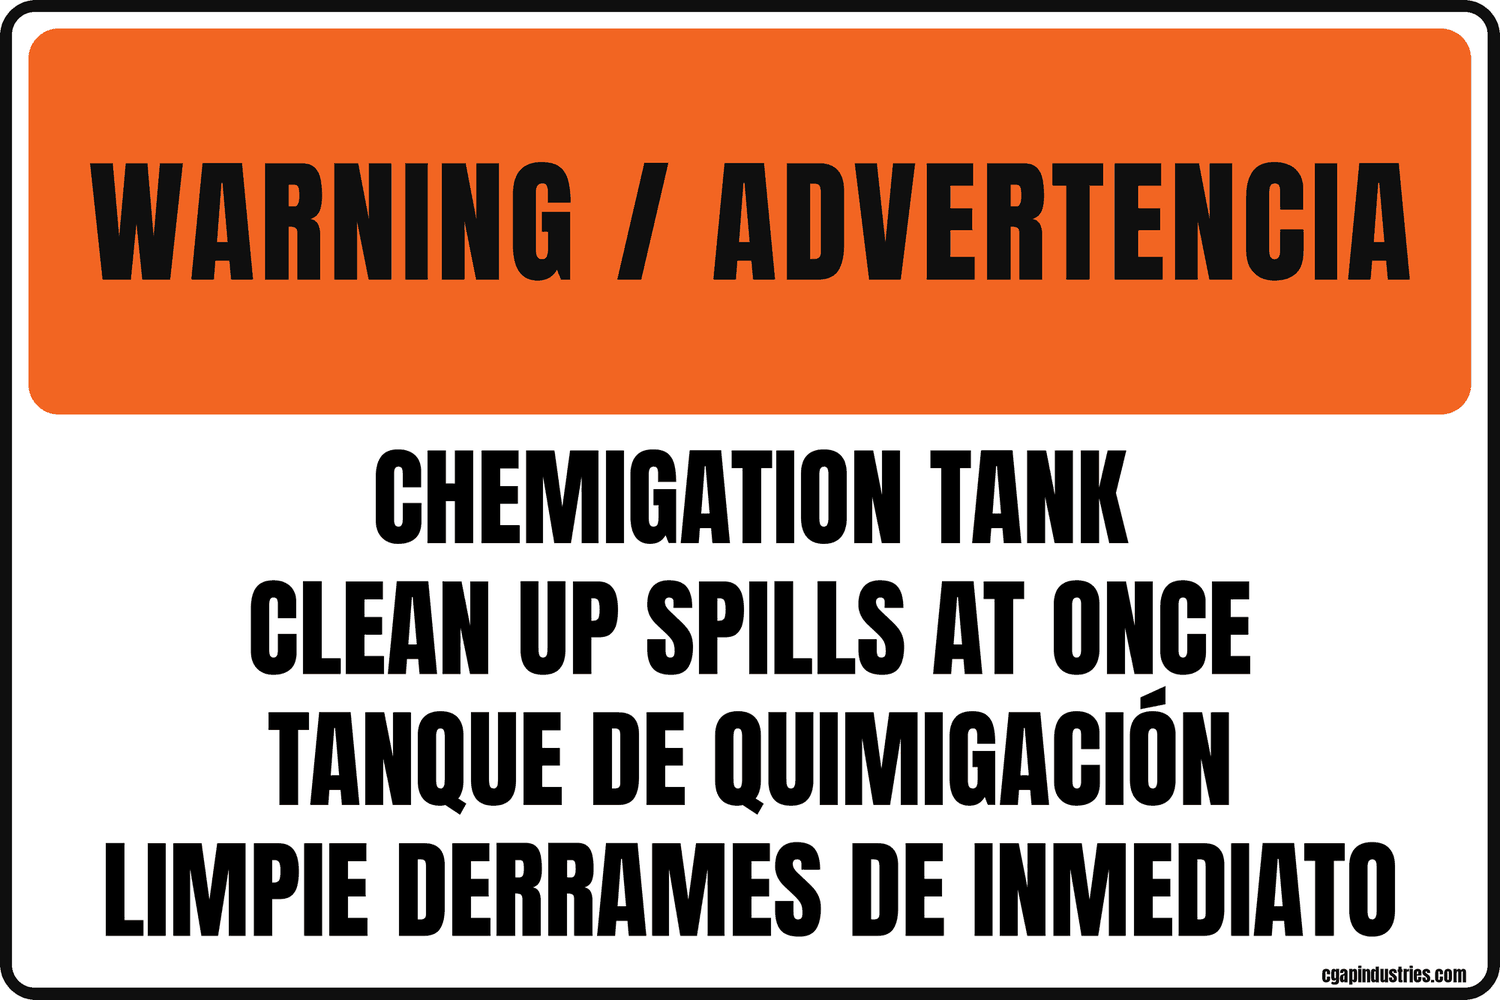 WARNING / ADVERTENCIA
CHEMIGATION TANK
CLEAN UP SPILLS AT ONCE
TANQUE DE QUIMIGACIÓN
LIMPIE DERRAMES DE INMEDIATO
cgapindustries.com